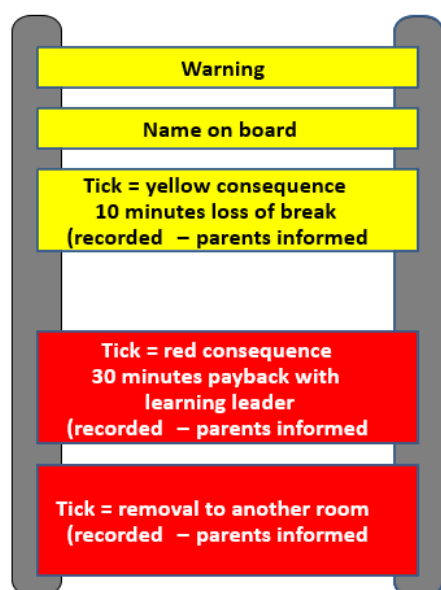 Warning
Name on board
Tick = yellow consequence
10 minutes loss of break
(recorded – parents informed
Tick = red consequence
30 minutes payback with
learning leader
(recorded – parents informed
Tick = removal to another room
(recorded – parents informed